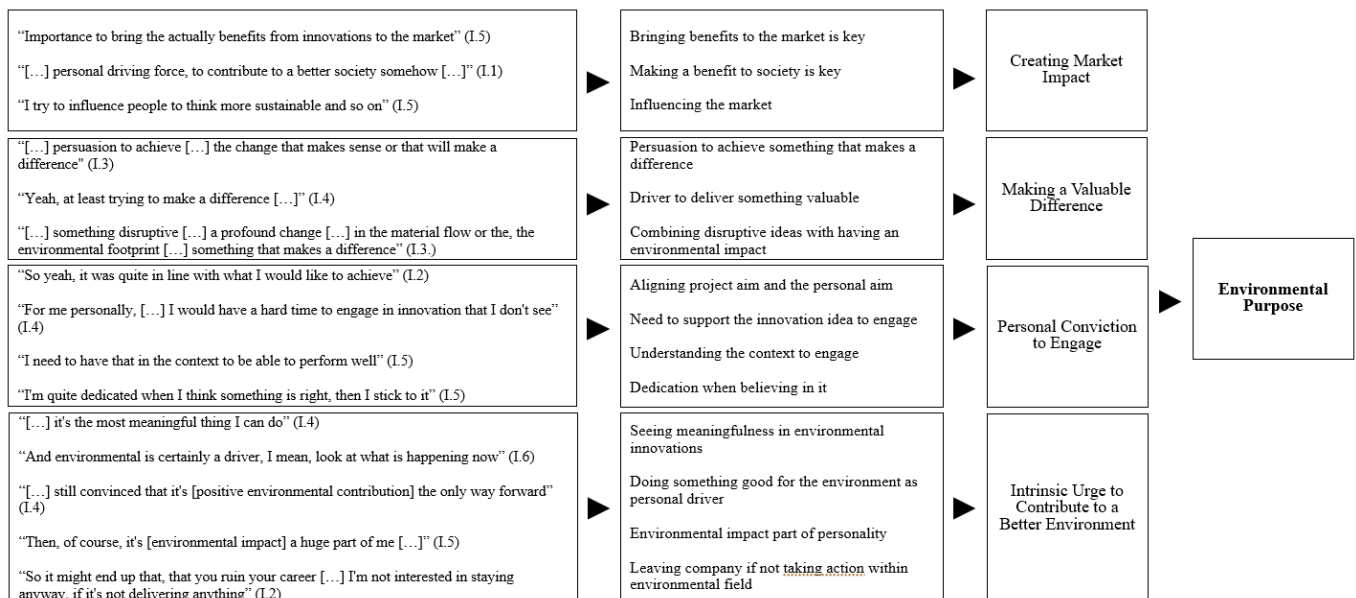 “Importance to bring the actually benefits from innovations to the market” (I.5)
“[…] personal driving force, to contribute to a better society somehow […]” (I.1)
“I try to influence people to think more sustainable and so on” (I.5)
Bringing benefits to the market is key
Making a benefit to society is key
Influencing the market
Creating Market
Impact
“[…] persuasion to achieve […] the change that makes sense or that will make a
difference” (I.3)
“Yeah, at least trying to make a difference […]” (I.4)
“[…] something disruptive […] a profound change […] in the material flow or the, the
environmental footprint […] something that makes a difference” (I.3.)
Persuasion to achieve something that makes a
difference
Driver to deliver something valuable
Combining disruptive ideas with having an
environmental impact
Making a Valuable
Difference
“So yeah, it was quite in line with what I would like to achieve” (I.2)
“For me personally, […] I would have a hard time to engage in innovation that I don't see”
(I.4)
“I need to have that in the context to be able to perform well” (I.5)
“I'm quite dedicated when I think something is right, then I stick to it” (I.5)
Aligning project aim and the personal aim
Need to support the innovation idea to engage
Understanding the context to engage
Dedication when believing in it
Personal Conviction
to Engage
“[…] it's the most meaningful thing I can do” (I.4)
“And environmental is certainly a driver, I mean, look at what is happening now” (I.6)
“[…] still convinced that it's [positive environmental contribution] the only way forward”
(I.4)
“Then, of course, it's [environmental impact] a huge part of me […]” (I.5)
“So it might end up that, that you ruin your career […] I'm not interested in staying
anyway, if it's not delivering anything” (I.2)
Seeing meaningfulness in environmental
innovations
Doing something good for the environment as
personal driver
Environmental impact part of personality
Leaving company if not taking action within
environmental field
Intrinsic Urge to
Contribute to a
Better Environment
Environmental
Purpose